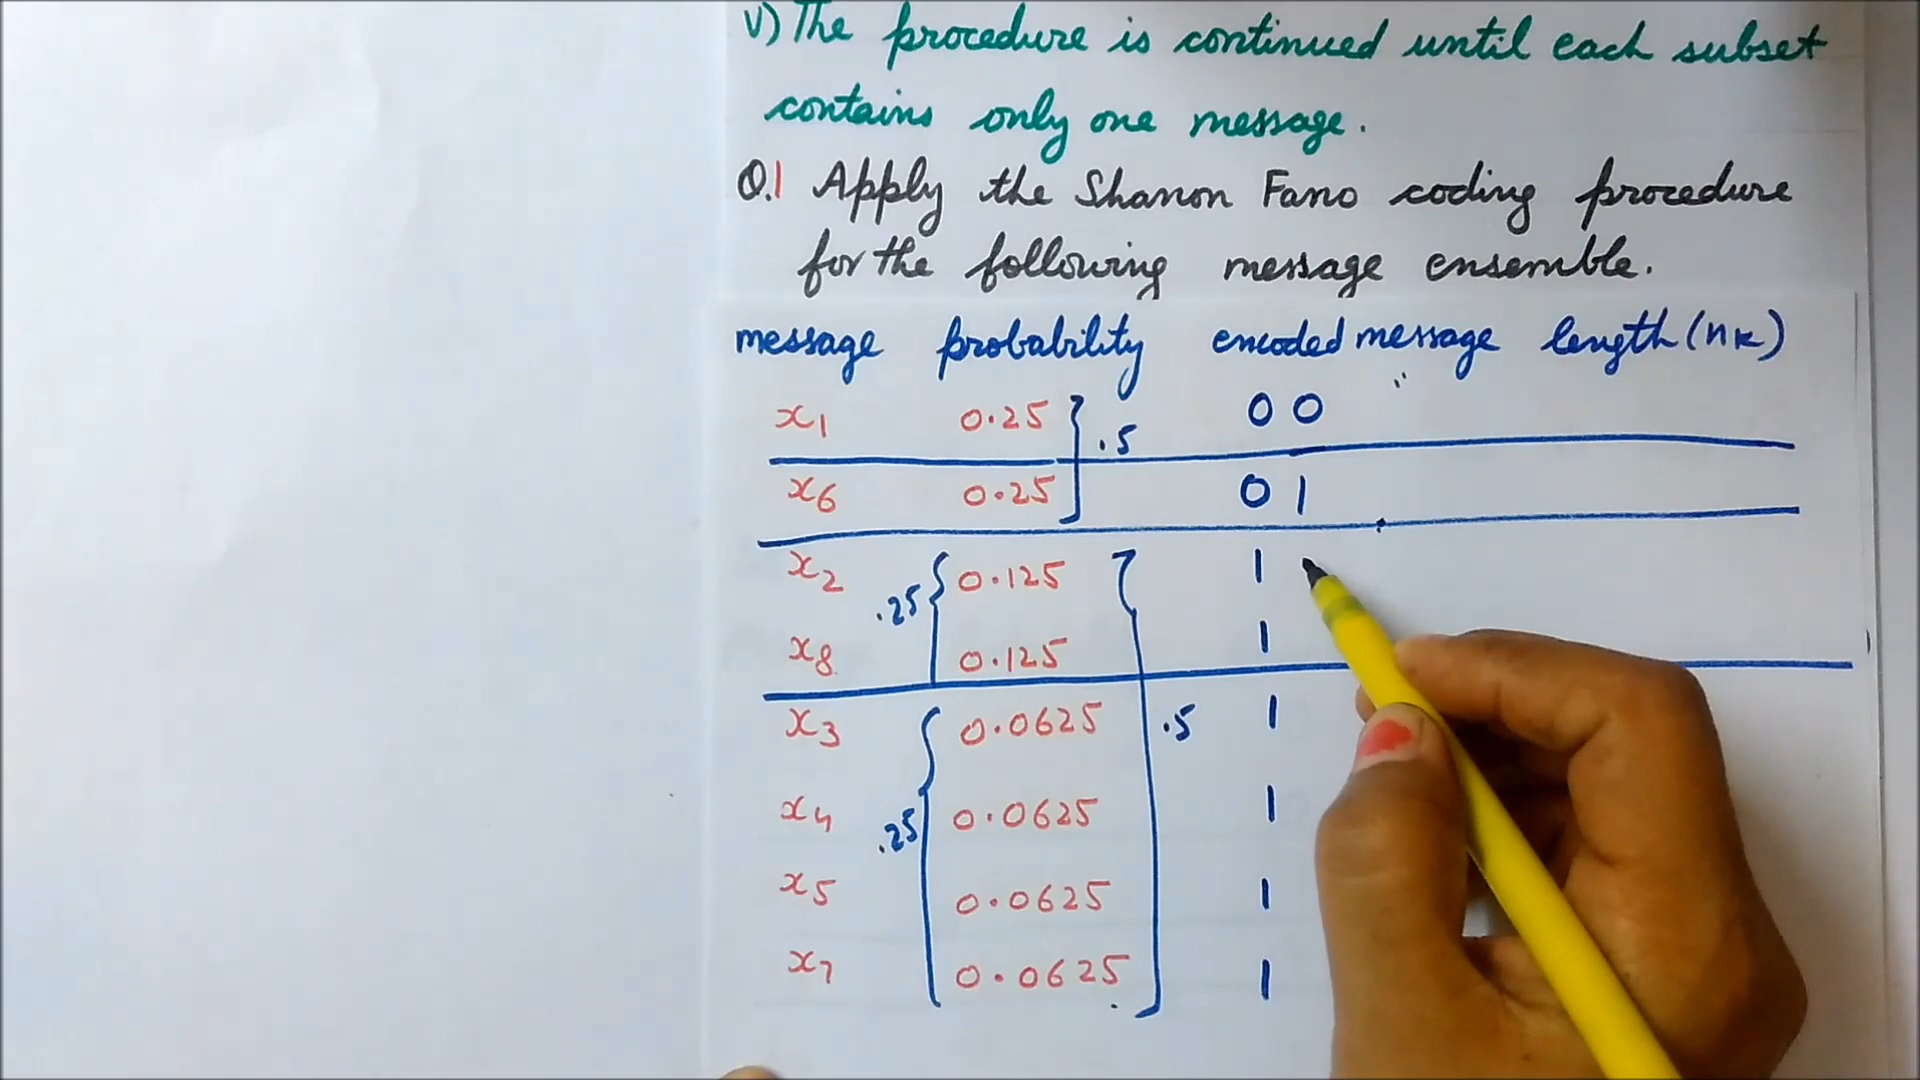 V) The procedure is continued until each subset
contains only one message.
Q.1 Apply the Shanon Fano coding procedure
for the following message ensemble.
message probability encoded message length (nk)
x1 0.25 0 0
.5
x6 0.25 0 1
x2 0.125 1
.25
x8 0.125 1
x3 0.0625 .5 1
x4 .25 0.0625 1
x5 0.0625 1
x7 0.0625 1